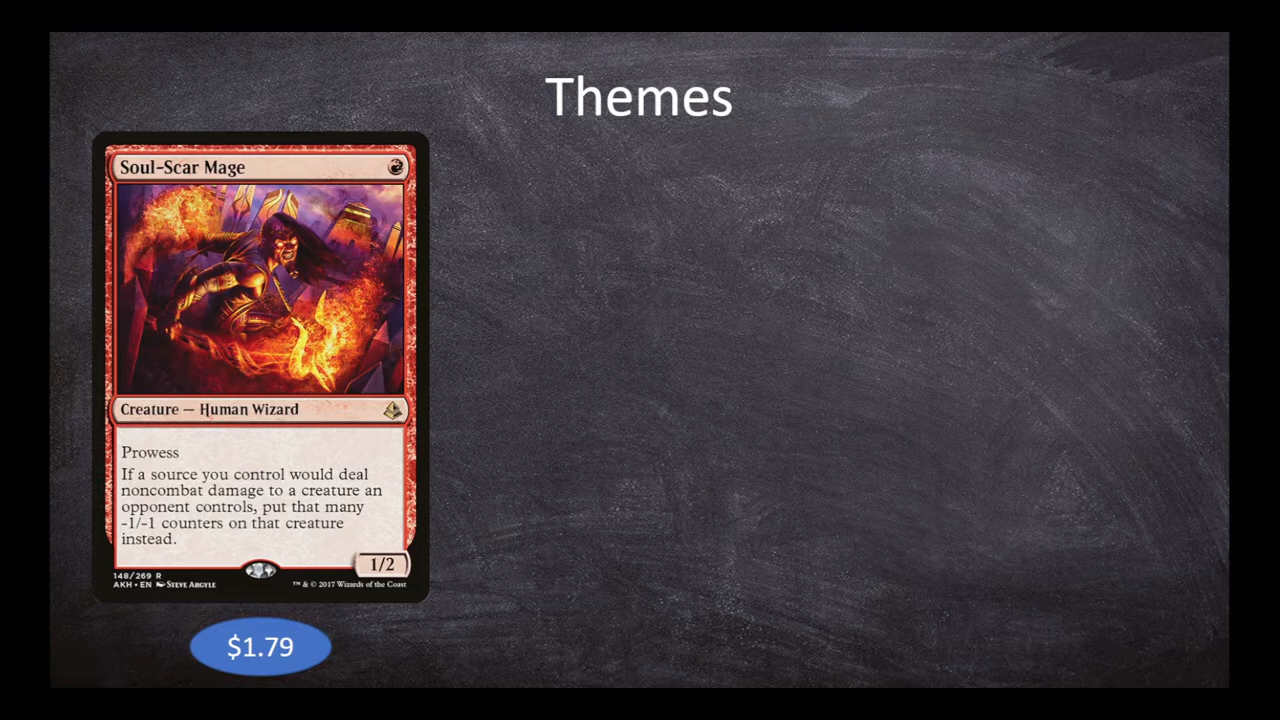 Themes
Soul-Scar Mage
Creature — Human Wizard
Prowess
If a source you control would deal
noncombat damage to a creature an
opponent controls, put that many
-1/-1 counters on that creature
instead.
1/2
148/269 R
AKH • EN Steve Argyle
™ & © 2017 Wizards of the Coast
$1.79